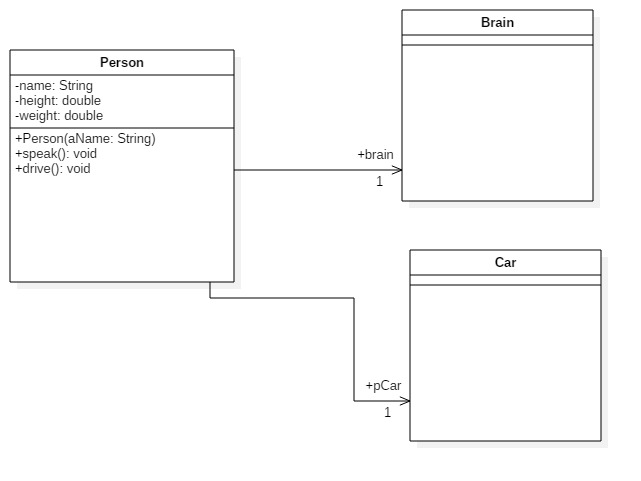 Person
-name: String
-height: double
-weight: double
+Person(aName: String)
+speak(): void
+drive(): void
Brain
+brain
1
Car
+pCar
1